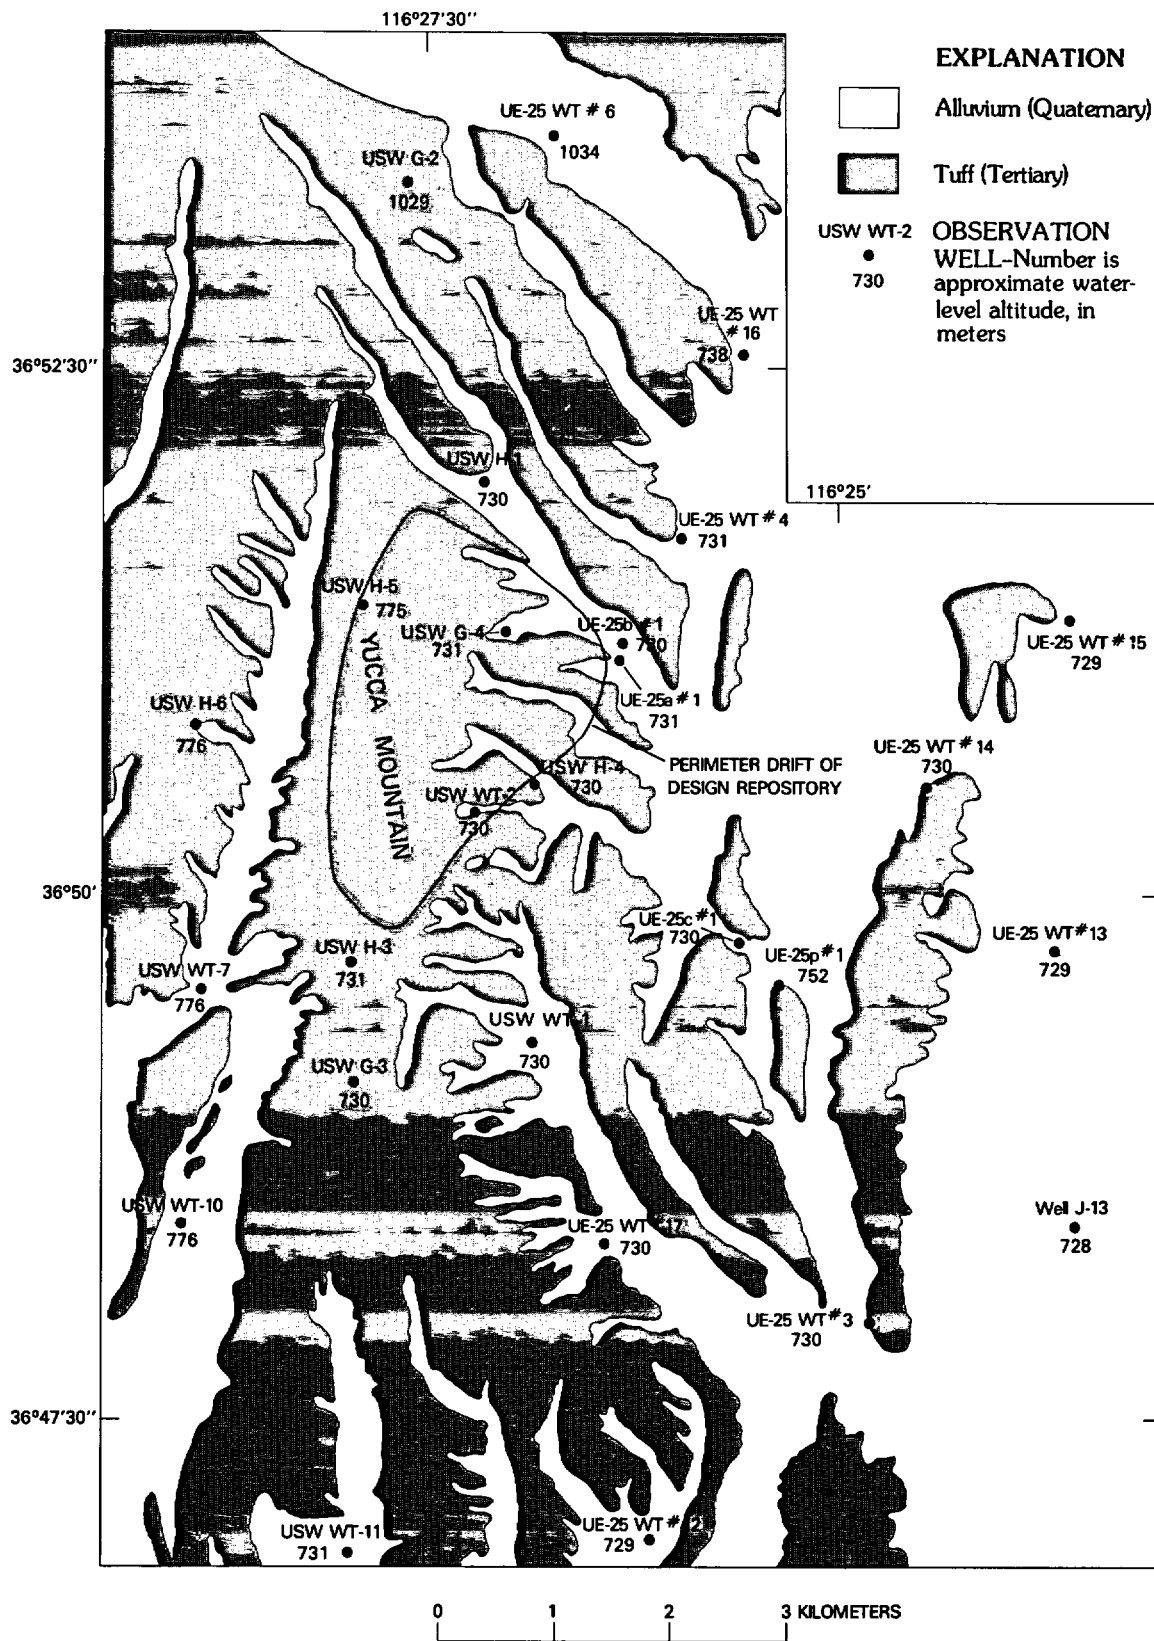 116°27'30"
EXPLANATION
Alluvium (Quaternary)
Tuff (Tertiary)
USW WT-2
730
OBSERVATION
WELL-Number is
approximate water-
level altitude, in
meters
UE-25 WT # 6
1034
USW G-2
1029
UE-25 WT
# 16
738
36°52'30"
USW H-1
730
116°25'
UE-25 WT # 4
731
USW H-5
775
USW G-4
731
UE-25b # 1
730
UE-25a # 1
731
UE-25 WT # 15
729
YUCCA MOUNTAIN
USW H-6
776
PERIMETER DRIFT OF
DESIGN REPOSITORY
UE-25 WT # 14
730
USW H-4
730
USW WT-2
730
36°50'
UE-25c # 1
730
UE-25p # 1
752
UE-25 WT # 13
729
USW H-3
731
USW WT-7
776
USW WT-1
730
USW G-3
730
USW WT-10
776
UE-25 WT #17
730
Well J-13
728
UE-25 WT # 3
730
36°47'30"
USW WT-11
731
UE-25 WT # 12
729
0 1 2 3 KILOMETERS